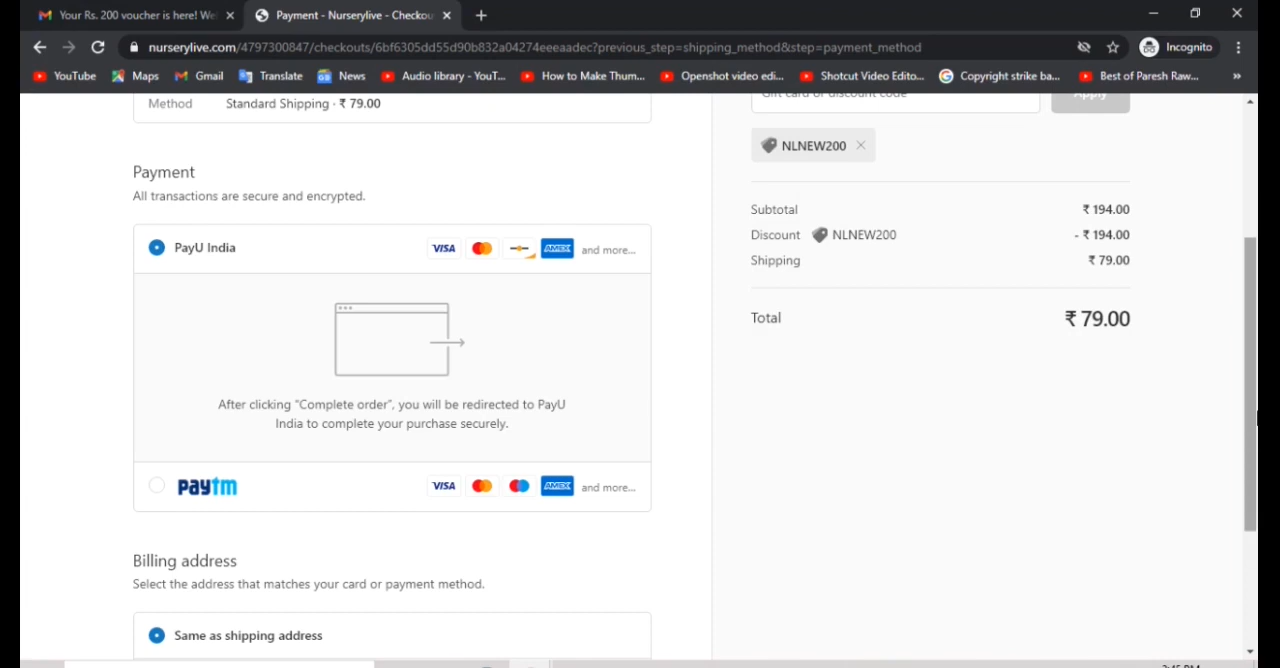 Your Rs. 200 voucher is here! We
Payment - Nurserylive - Checkou
nurserylive.com/4797300847/checkouts/6bf6305dd55d90b832a04274eeeaadec?previous_step=shipping_method&step=payment_method
Incognito
YouTube
Maps
Gmail
Translate
News
Audio library - YouT...
How to Make Thum...
Openshot video edi...
Shotcut Video Edito...
Copyright strike ba...
Best of Paresh Raw...
»
Method Standard Shipping · ₹ 79.00
Payment
All transactions are secure and encrypted.
PayU India
VISA
AMEX
and more...
After clicking "Complete order", you will be redirected to PayU
India to complete your purchase securely.
paytm
VISA
AMEX
and more...
Billing address
Select the address that matches your card or payment method.
Same as shipping address
Gift card or discount code
Apply
NLNEW200
Subtotal ₹ 194.00
Discount NLNEW200 - ₹ 194.00
Shipping ₹ 79.00
Total ₹ 79.00